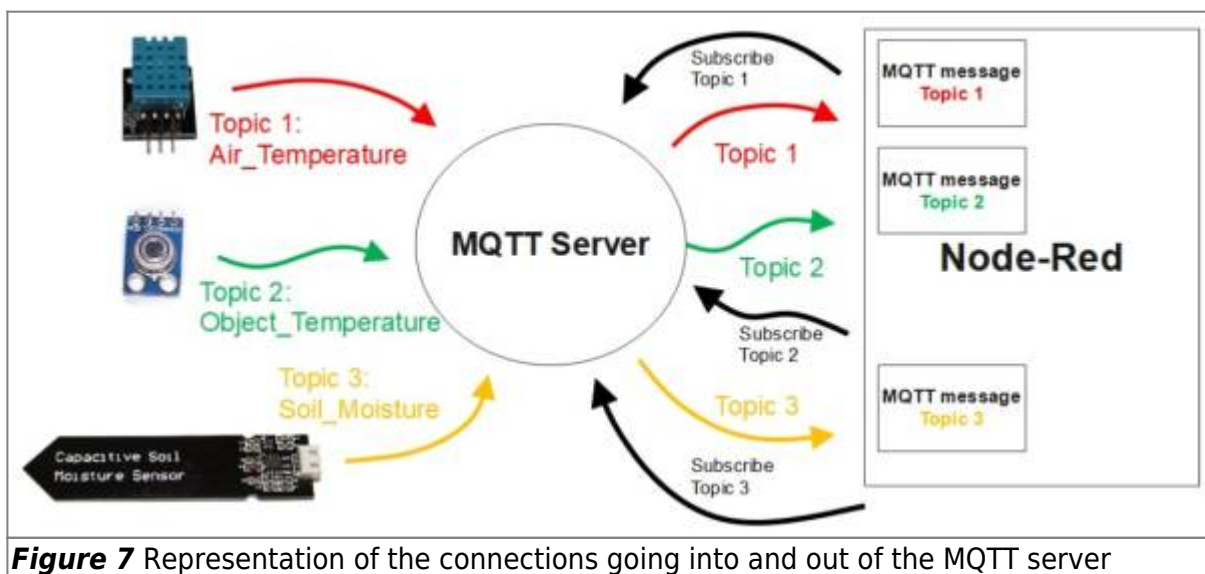 Topic 1:
Air_Temperature
Topic 2:
Object_Temperature
Topic 3:
Soil_Moisture
Capacitive Soil
Moisture Sensor
MQTT Server
Subscribe
Topic 1
Topic 1
Topic 2
Subscribe
Topic 2
Topic 3
Subscribe
Topic 3
MQTT message
Topic 1
MQTT message
Topic 2
Node-Red
MQTT message
Topic 3
Figure 7 Representation of the connections going into and out of the MQTT server